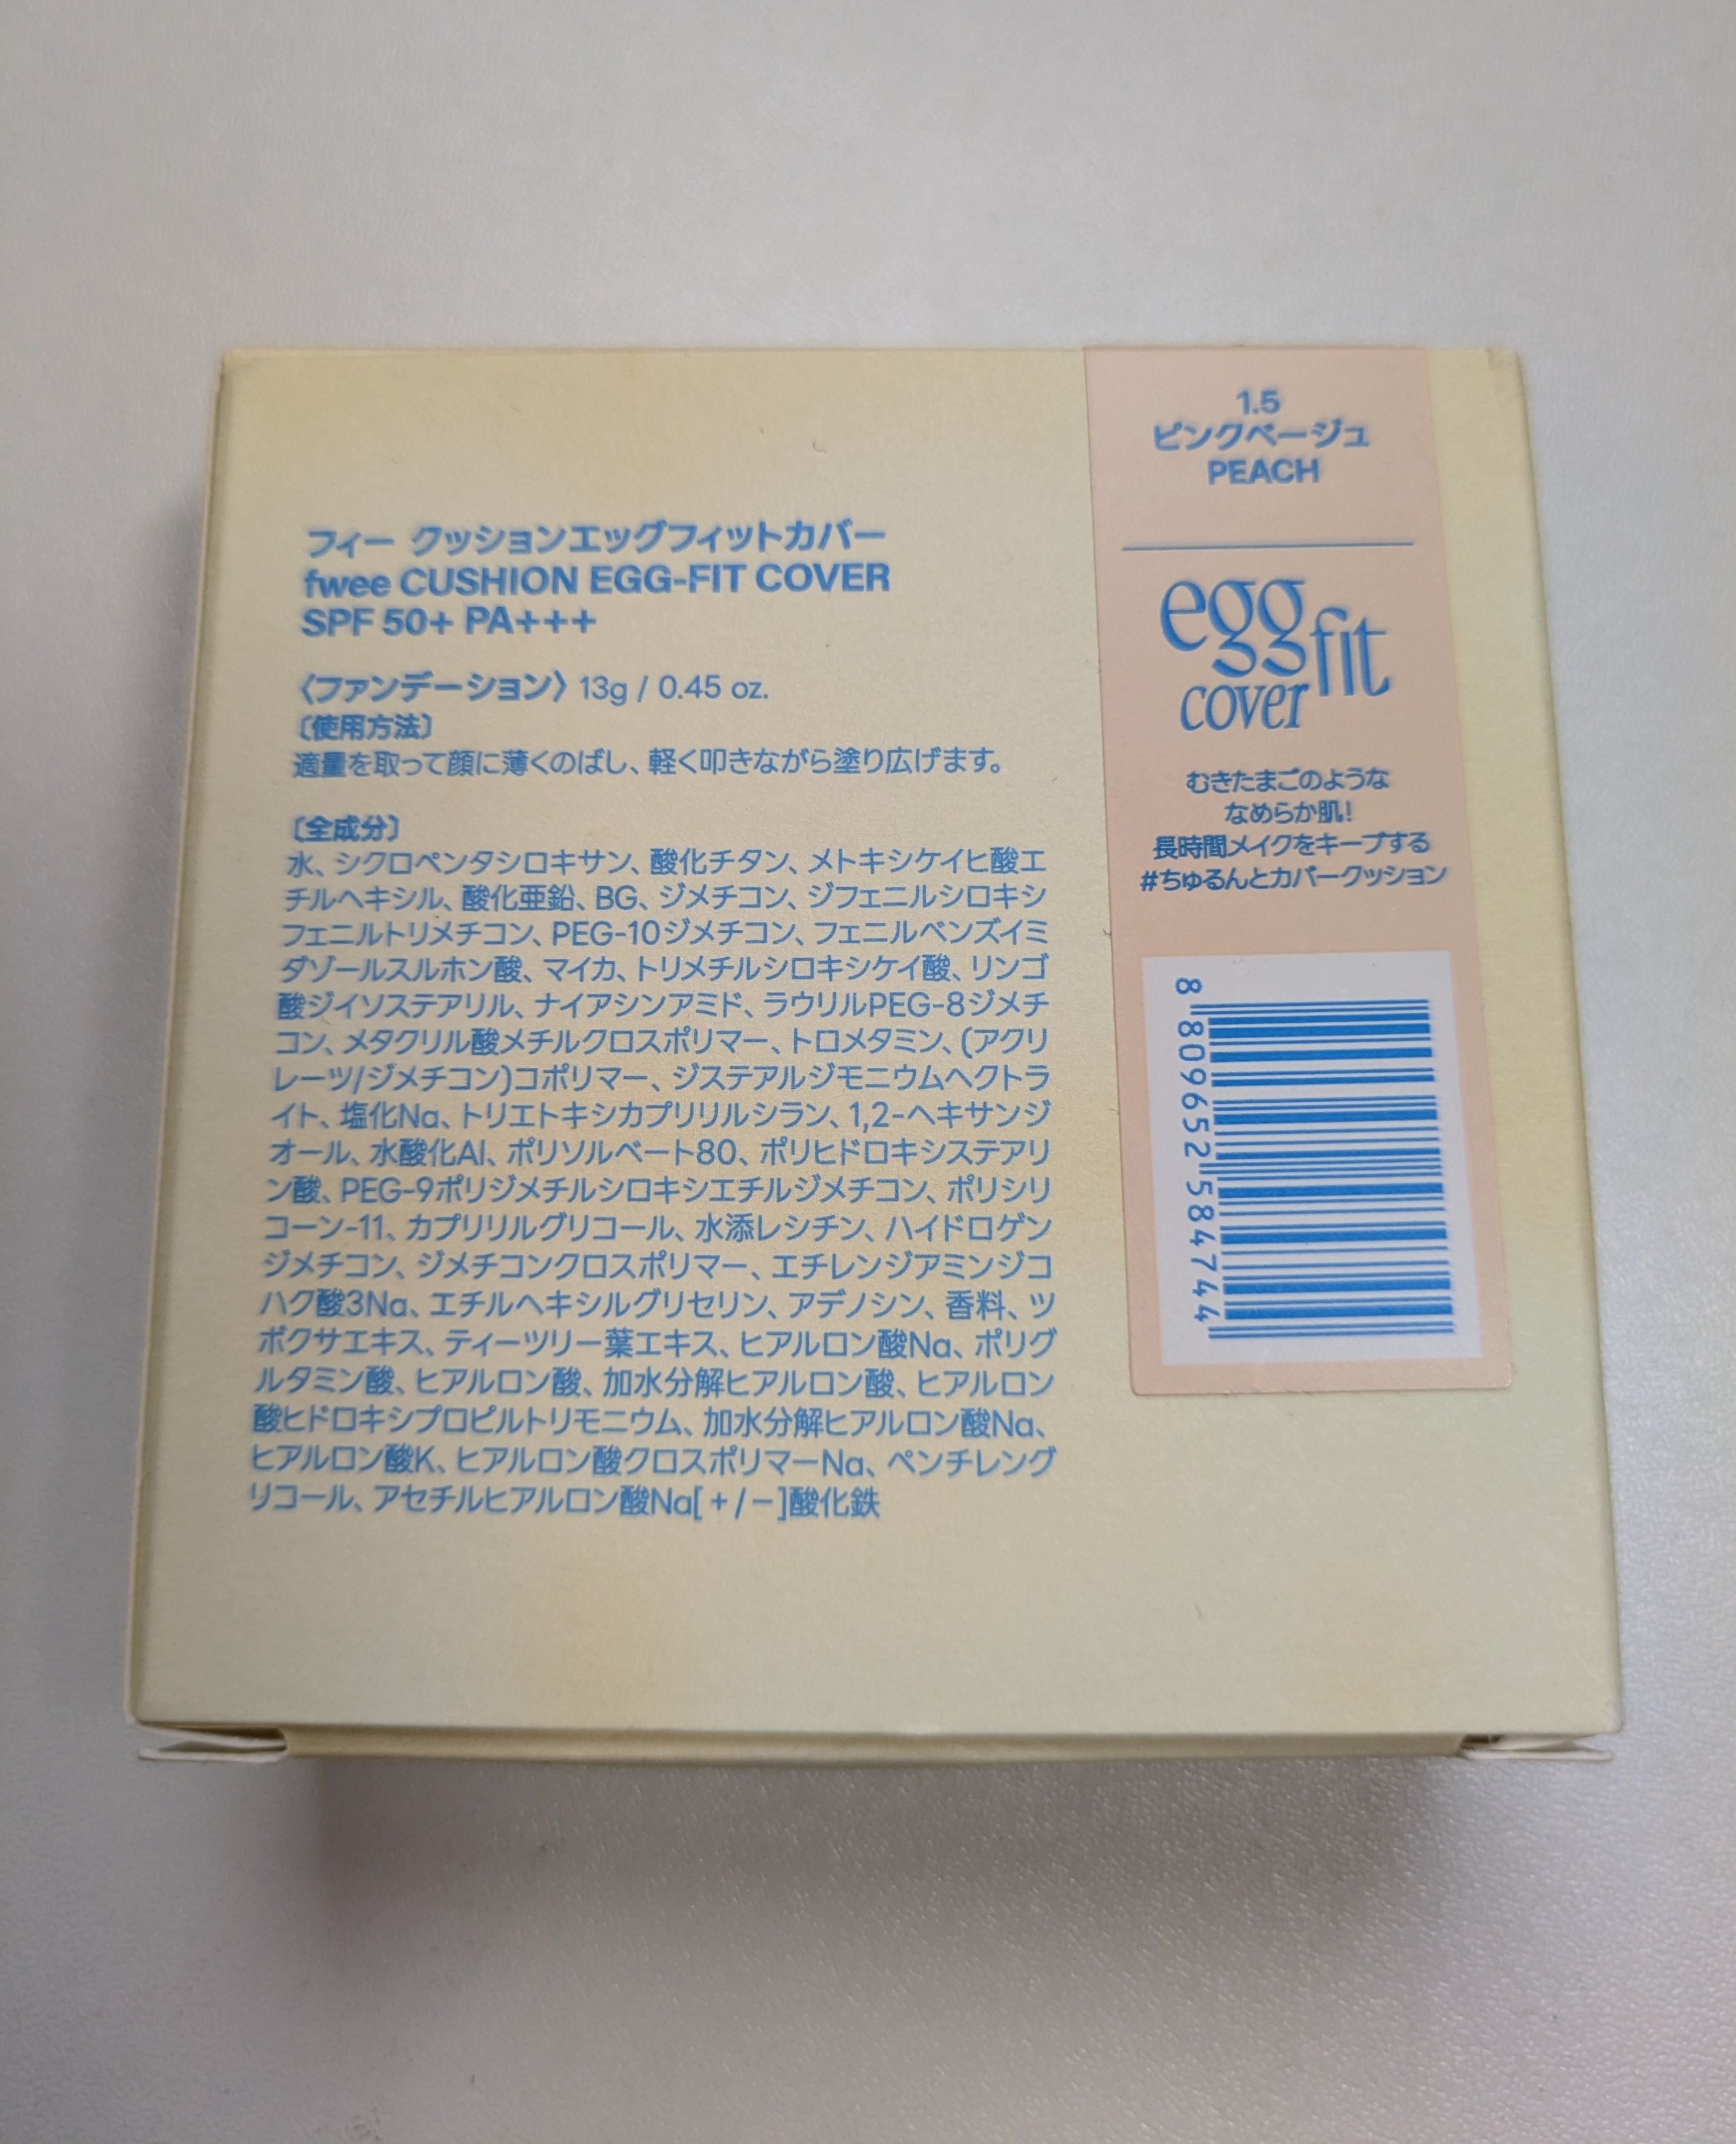 フィー クッションエッグフィットカバー
fwee CUSHION EGG-FIT COVER
SPF 50+ PA+++
〈ファンデーション〉 13g / 0.45 oz.
〔使用方法〕
適量を取って顔に薄くのばし、軽く叩きながら塗り広げます。
〔全成分〕
水、シクロペンタシロキサン、酸化チタン、メトキシケイヒ酸エ
チルヘキシル、酸化亜鉛、BG、ジメチコン、ジフェニルシロキシ
フェニルトリメチコン、PEG-10ジメチコン、フェニルベンズイミ
ダゾールスルホン酸、マイカ、トリメチルシロキシケイ酸、リンゴ
酸ジイソステアリル、ナイアシンアミド、ラウリルPEG-8ジメチ
コン、メタクリル酸メチルクロスポリマー、トロメタミン、(アクリ
レーツ/ジメチコン)コポリマー、ジステアルジモニウムヘクトラ
イト、塩化Na、トリエトキシカプリリルシラン、1,2-ヘキサンジ
オール、水酸化Al、ポリソルベート80、ポリヒドロキシステアリ
ン酸、PEG-9ポリジメチルシロキシエチルジメチコン、ポリシリ
コーン-11、カプリリルグリコール、水添レシチン、ハイドロゲン
ジメチコン、ジメチコンクロスポリマー、エチレンジアミンジコ
ハク酸3Na、エチルヘキシルグリセリン、アデノシン、香料、ツ
ボクサエキス、ティーツリー葉エキス、ヒアルロン酸Na、ポリグ
ルタミン酸、ヒアルロン酸、加水分解ヒアルロン酸、ヒアルロン
酸ヒドロキシプロピルトリモニウム、加水分解ヒアルロン酸Na、
ヒアルロン酸K、ヒアルロン酸クロスポリマーNa、ペンチレング
リコール、アセチルヒアルロン酸Na[+/−]酸化鉄
1.5
ピンクベージュ
PEACH
egg
fit
cover
むきたまごのような
なめらか肌!
長時間メイクをキープする
#ちゅるんとカバークッション
8 809652 584744